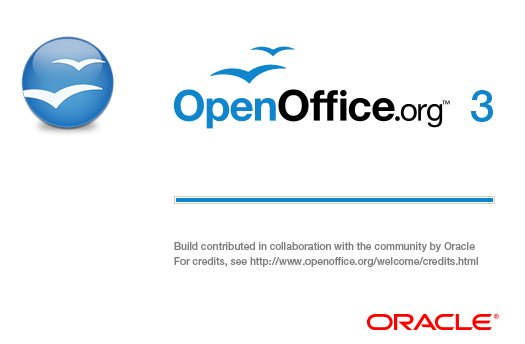 OpenOffice.org™ 3
Build contributed in collaboration with the community by Oracle
For credits, see http://www.openoffice.org/welcome/credits.html
ORACLE®